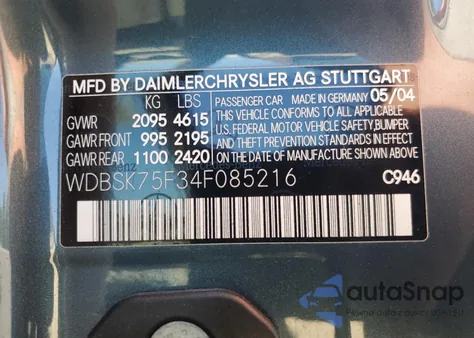 MFD BY DAIMLERCHRYSLER AG STUTTGART
KG LBS
GVWR 2095 4615
GAWR FRONT 995 2195
GAWR REAR 1100 2420
PASSENGER CAR MADE IN GERMANY 05/04
THIS VEHICLE CONFORMS TO ALL APPLICABLE
U.S. FEDERAL MOTOR VEHICLE SAFETY, BUMPER
AND THEFT PREVENTION STANDARDS IN EFFECT
ON THE DATE OF MANUFACTURE SHOWN ABOVE
WDBSK75F34F085216 C946
autoSnap